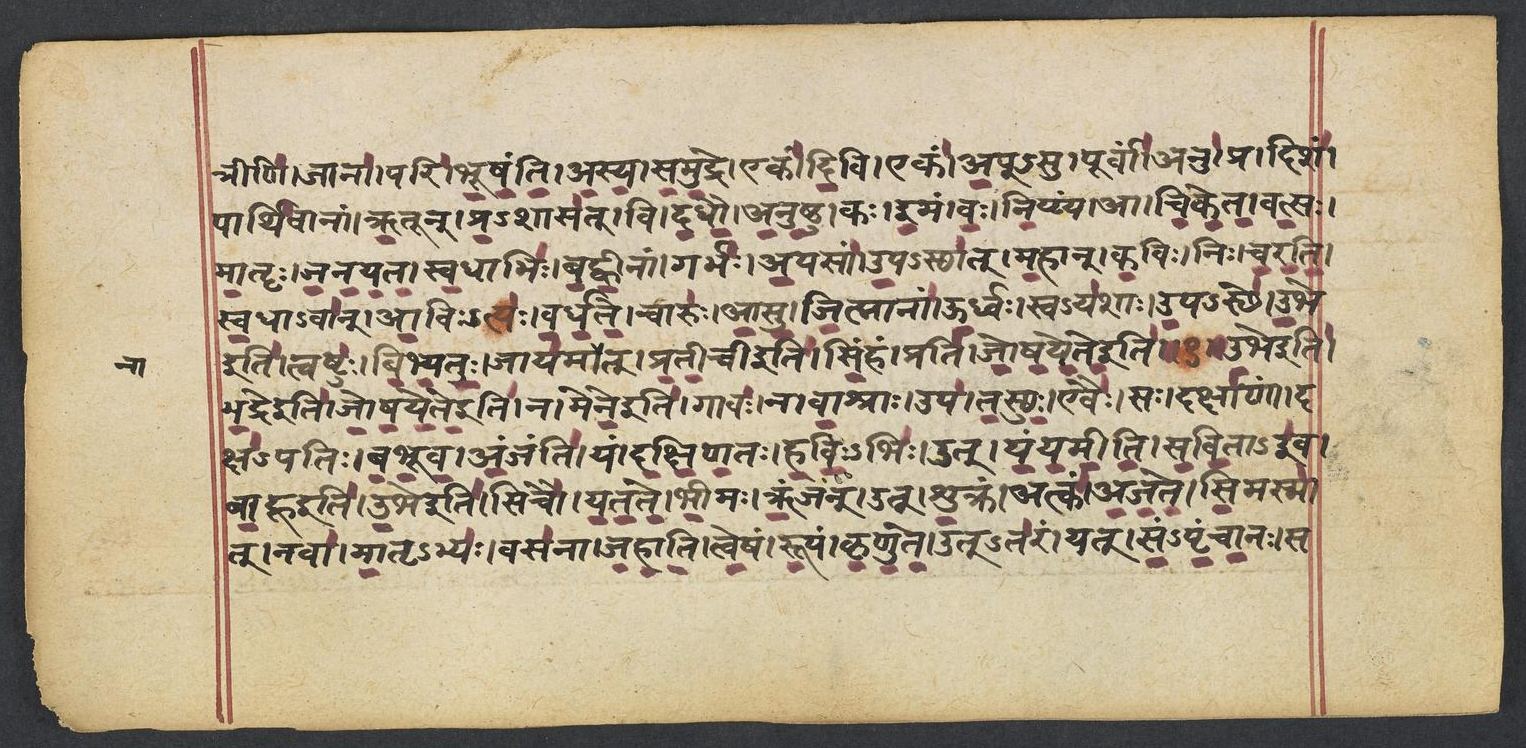 त्रीणि।जाना।परि।भूषंति।अस्य।समुद्रे।एकं।दिवि।एकं।अप्ऽसु।पूर्वां।अनु।प्र।दिशं।
पार्थिवानां।ऋतून्।प्रऽशासत्।वि।दधौ।अनुष्ठु।कः।इमं।वः।निण्यं।आ।चिकेत।वत्सः।
मातॄः।जनयत।स्वधाभिः।बह्वीनां।गर्भः।अपसां।उपऽस्थात्।महान्।कविः।निः।चरति।
स्वधाऽवान्।आविःऽत्यः।वर्धते।चारुः।आसु।जिह्मानां।ऊर्ध्वः।स्वऽयशाः।उपऽस्थे।उभे
इति।त्वष्टुः।बिभ्यतुः।जायमानात्।प्रतीचीइति।सिंहं।प्रति।जोषयेतेइति॥१॥उभेइति।
ना
भद्रेइति।जोषयेतेइति।न।मेनेइति।गावः।न।वाश्राः।उप।तस्थुः।एवैः।सः।दक्षाणां।द
क्षऽपतिः।बभूव।अंजंति।यं।दक्षिणतः।हविःऽभिः।उत्।यंयमीति।सविताऽइव।
बाहूइति।उभेइति।सिचौ।यतते।भीमः।ऋंजन्।उत्।शुक्रं।अत्कं।अजते।सिमस्मा
त्।नवा।मातृऽभ्यः।वसना।जहाति।त्वेषं।रूपं।कृणुते।उत्ऽतरं।यत्।संऽपृंचानः।स